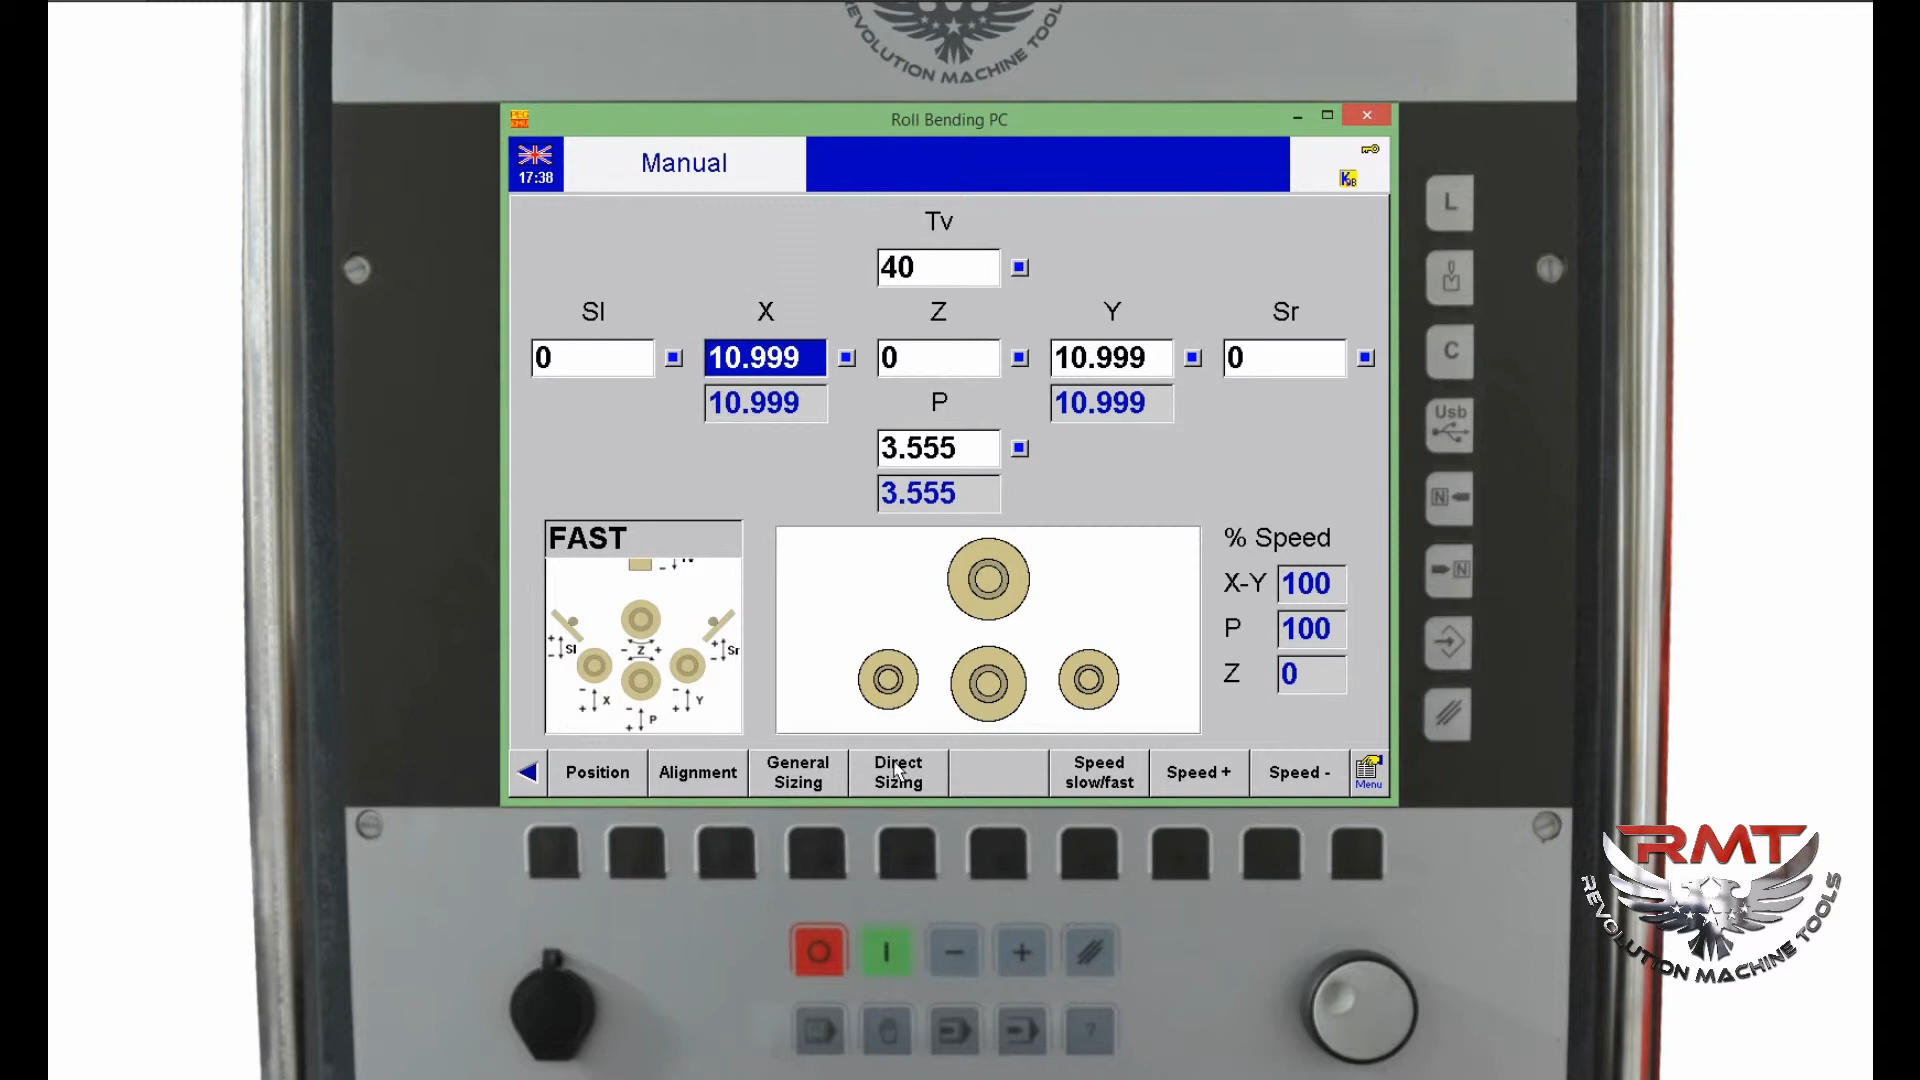 REVOLUTION MACHINE TOOLS
Roll Bending PC
17:38
Manual
Tv
40
Sl X Z Y Sr
0 10.999 0 10.999 0
10.999 P 10.999
3.555
3.555
FAST
Tv
Sl - Z + Sr
X Y
P
% Speed
X-Y 100
P 100
Z 0
Position Alignment General Sizing Direct Sizing Speed slow/fast Speed + Speed - Menu
L
C
Usb
N
N
RMT
REVOLUTION MACHINE TOOLS